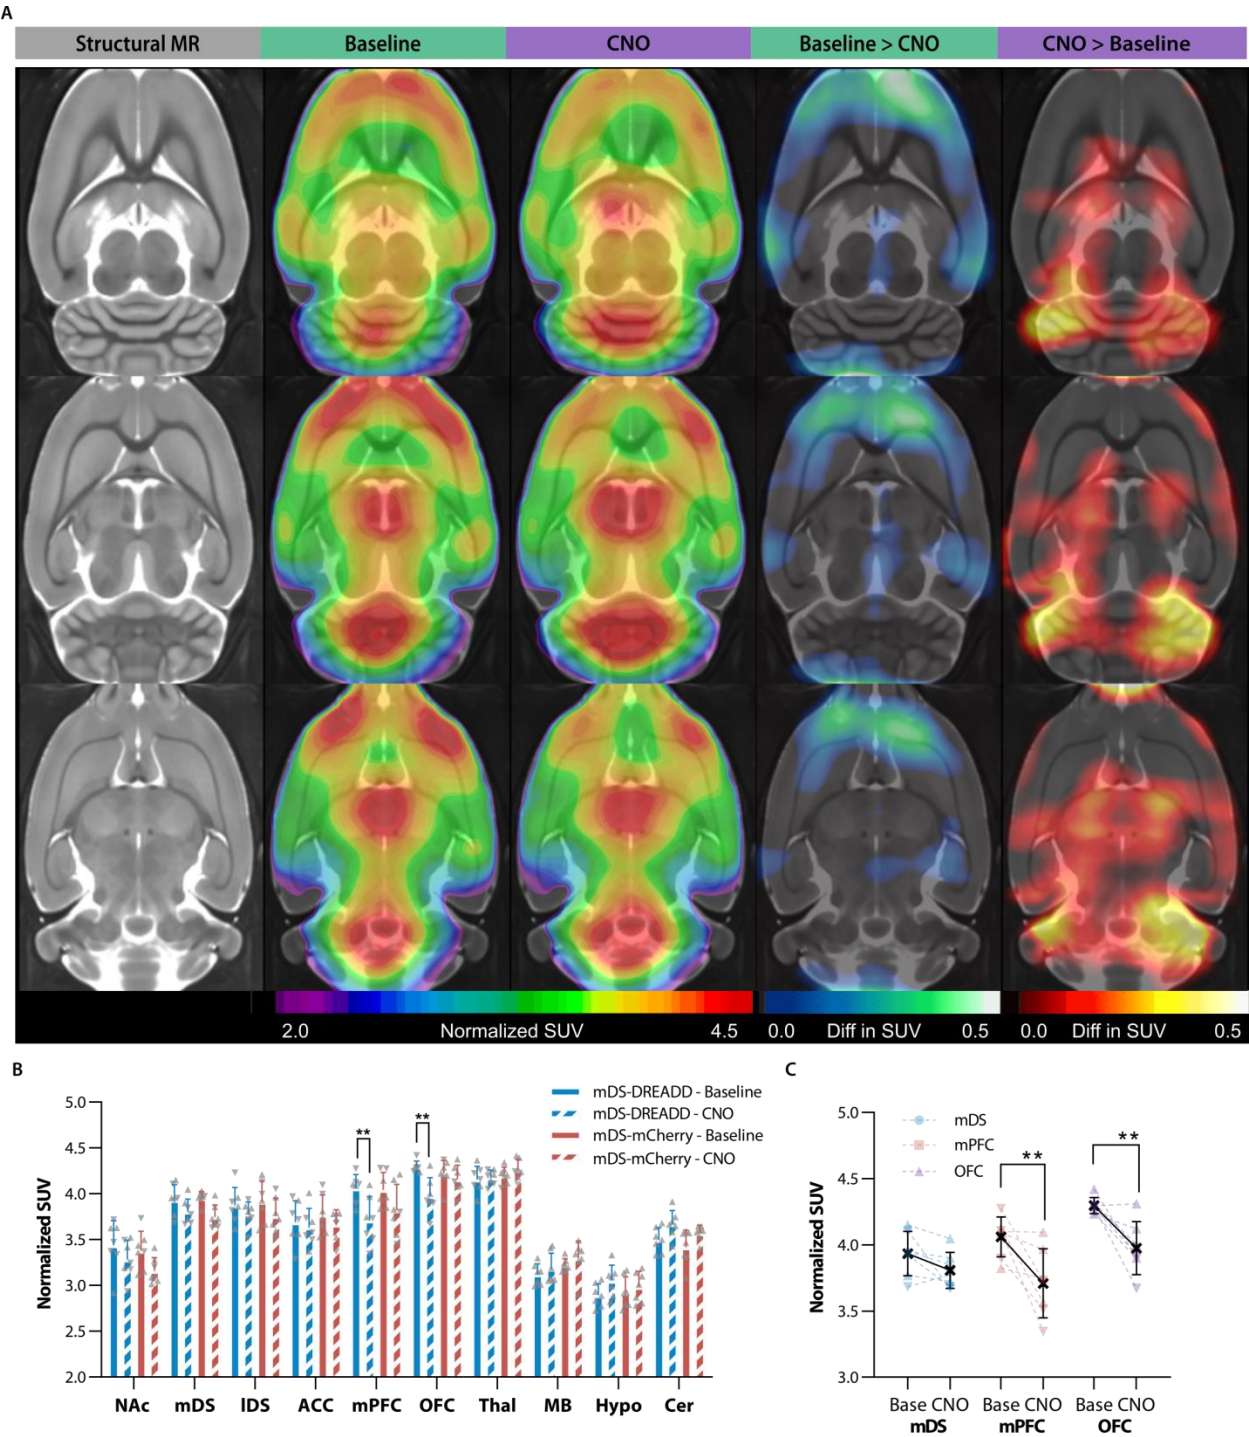 A
Structural MR Baseline CNO Baseline > CNO CNO > Baseline
2.0 Normalized SUV 4.5 0.0 Diff in SUV 0.5 0.0 Diff in SUV 0.5
B
mDS-DREADD - Baseline
mDS-DREADD - CNO
mDS-mCherry - Baseline
mDS-mCherry - CNO
5.0
4.5
4.0
3.5
3.0
2.5
2.0
Normalized SUV
**
**
NAc mDS lDS ACC mPFC OFC Thal MB Hypo Cer
C
mDS
mPFC
OFC
5.0
4.5
4.0
3.5
3.0
Normalized SUV
**
**
Base CNO Base CNO Base CNO
mDS mPFC OFC